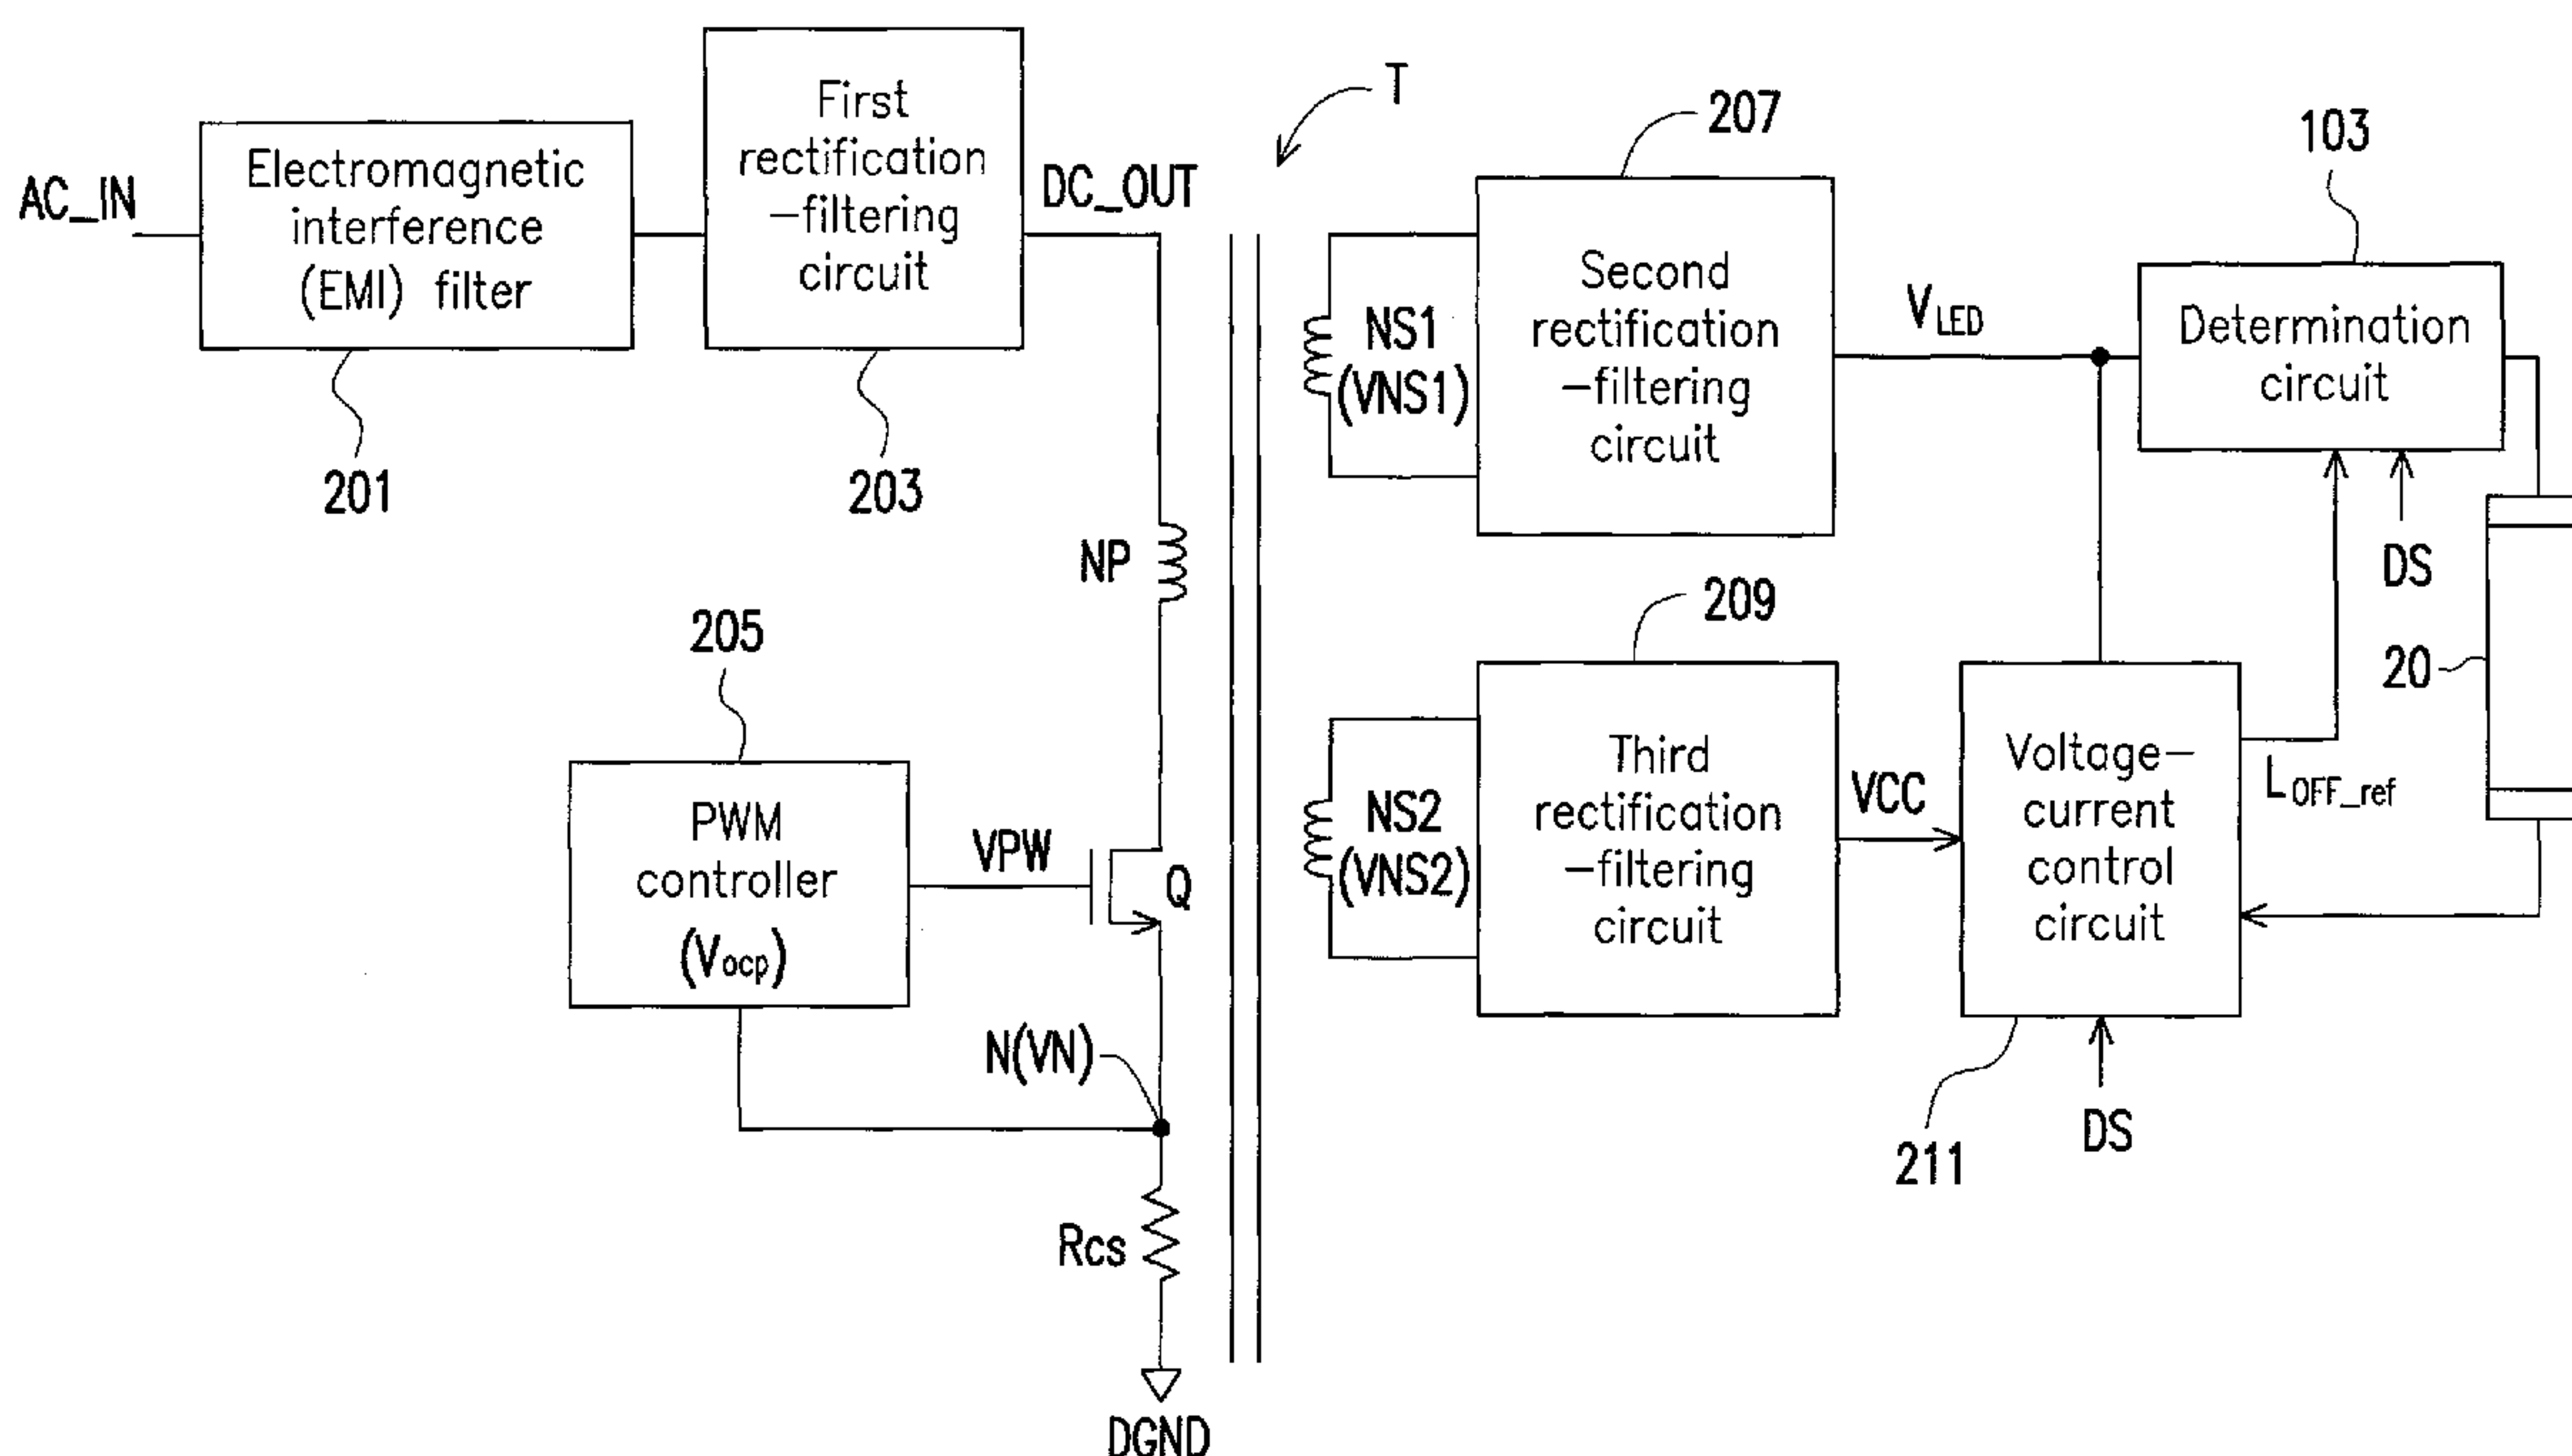 AC_IN
Electromagnetic
interference
(EMI) filter
201
First
rectification
-filtering
circuit
203
DC_OUT
T
NP
205
PWM
controller
(Vocp)
VPW
Q
N(VN)
Rcs
DGND
207
NS1
(VNS1)
Second
rectification
-filtering
circuit
VLED
103
Determination
circuit
DS
209
NS2
(VNS2)
Third
rectification
-filtering
circuit
VCC
Voltage-
current
control
circuit
LOFF_ref
20
211
DS